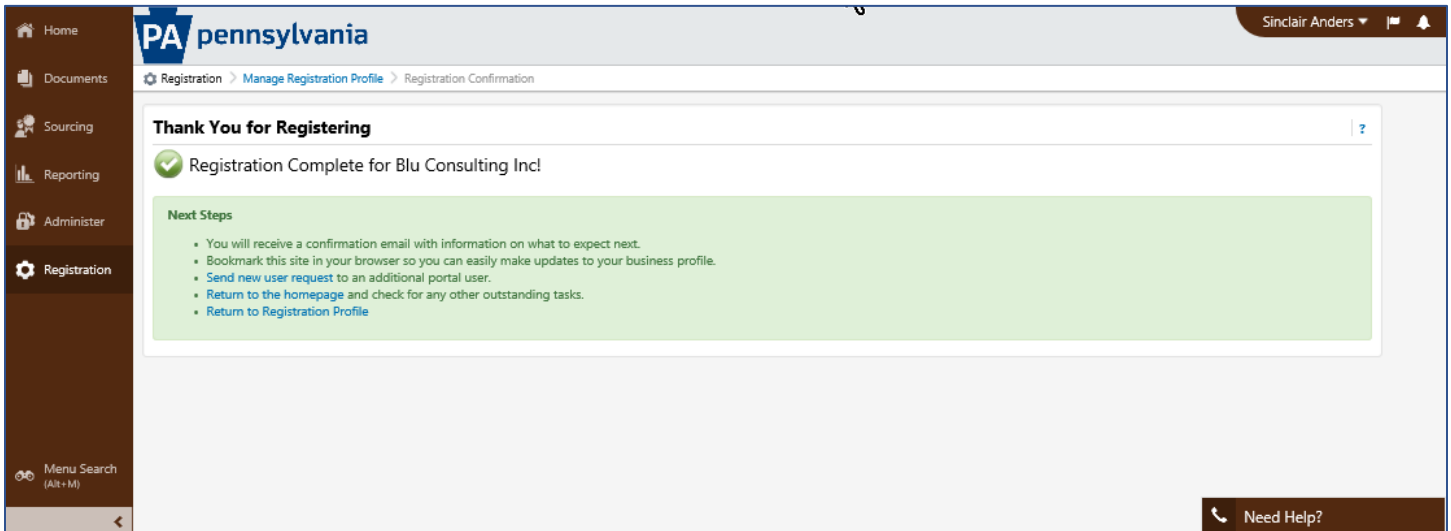 Home
Documents
Sourcing
Reporting
Administer
Registration
Menu Search
(Alt+M)
PA pennsylvania
Sinclair Anders
Registration > Manage Registration Profile > Registration Confirmation
Thank You for Registering
?
Registration Complete for Blu Consulting Inc!
Next Steps
• You will receive a confirmation email with information on what to expect next.
• Bookmark this site in your browser so you can easily make updates to your business profile.
• Send new user request to an additional portal user.
• Return to the homepage and check for any other outstanding tasks.
• Return to Registration Profile
Need Help?